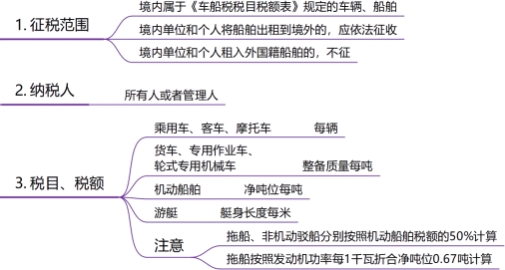 1. 征税范围
境内属于《车船税税目税额表》规定的车辆、船舶
境内单位和个人将船舶出租到境外的，应依法征收
境内单位和个人租入外国籍船舶的，不征
2. 纳税人
所有人或者管理人
3. 税目、税额
乘用车、客车、摩托车 每辆
货车、专用作业车、
轮式专用机械车 整备质量每吨
机动船舶 净吨位每吨
游艇 艇身长度每米
注意
拖船、非机动驳船分别按照机动船舶税额的50%计算
拖船按照发动机功率每1千瓦折合净吨位0.67吨计算